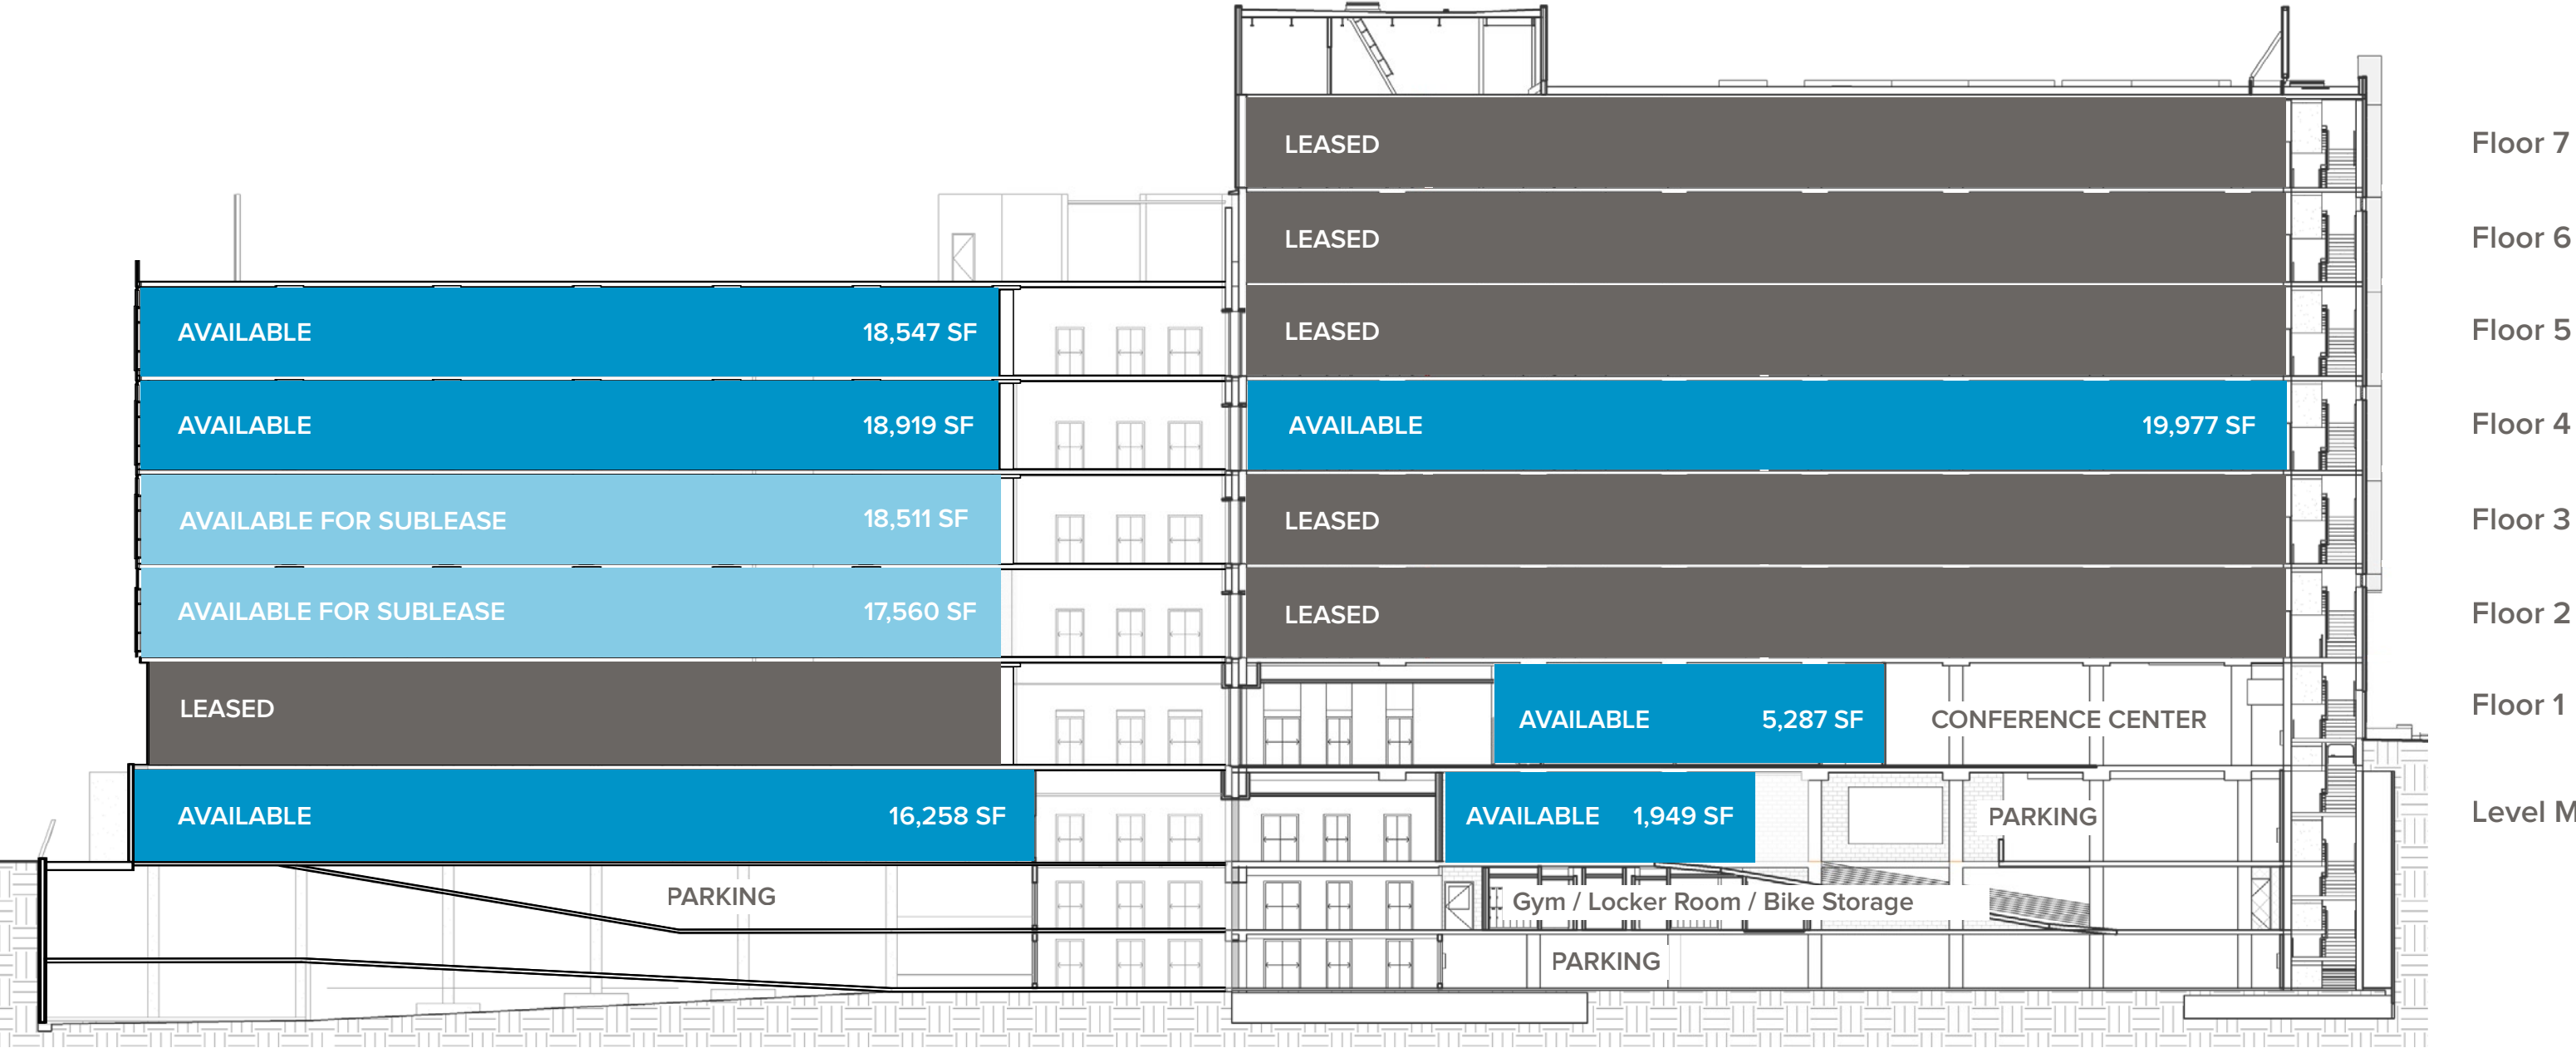 LEASED
Floor 7
LEASED
Floor 6
AVAILABLE 18,547 SF
LEASED
Floor 5
AVAILABLE 18,919 SF
AVAILABLE 19,977 SF
Floor 4
AVAILABLE FOR SUBLEASE 18,511 SF
LEASED
Floor 3
AVAILABLE FOR SUBLEASE 17,560 SF
LEASED
Floor 2
LEASED
AVAILABLE 5,287 SF
CONFERENCE CENTER
Floor 1
AVAILABLE 16,258 SF
AVAILABLE 1,949 SF
PARKING
Level M
PARKING
Gym / Locker Room / Bike Storage
PARKING